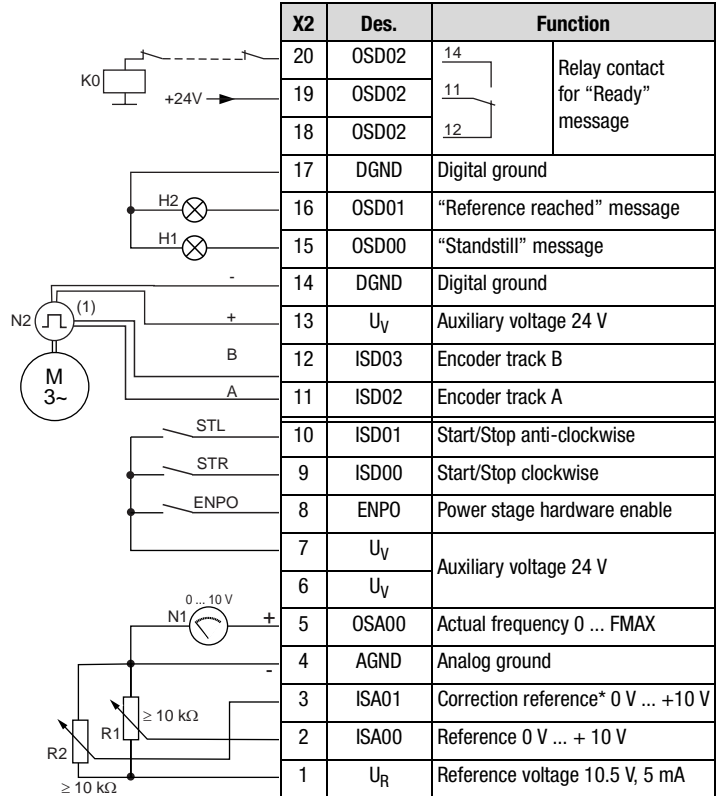 X2 Des. Function
20 OSD02 14 Relay contact
K0
+24V 19 OSD02 11 for “Ready”
18 OSD02 12 message
17 DGND Digital ground
H2 16 OSD01 “Reference reached” message
H1 15 OSD00 “Standstill” message
- 14 DGND Digital ground
N2 (1) + 13 UV Auxiliary voltage 24 V
B 12 ISD03 Encoder track B
M
3~
A 11 ISD02 Encoder track A
STL 10 ISD01 Start/Stop anti-clockwise
STR 9 ISD00 Start/Stop clockwise
ENPO 8 ENPO Power stage hardware enable
7 UV Auxiliary voltage 24 V
6 UV
0 ... 10 V
N1 + 5 OSA00 Actual frequency 0 ... FMAX
- 4 AGND Analog ground
3 ISA01 Correction reference* 0 V ... +10 V
≥ 10 kΩ
R1 2 ISA00 Reference 0 V ... + 10 V
R2
1 UR Reference voltage 10.5 V, 5 mA
≥ 10 kΩ